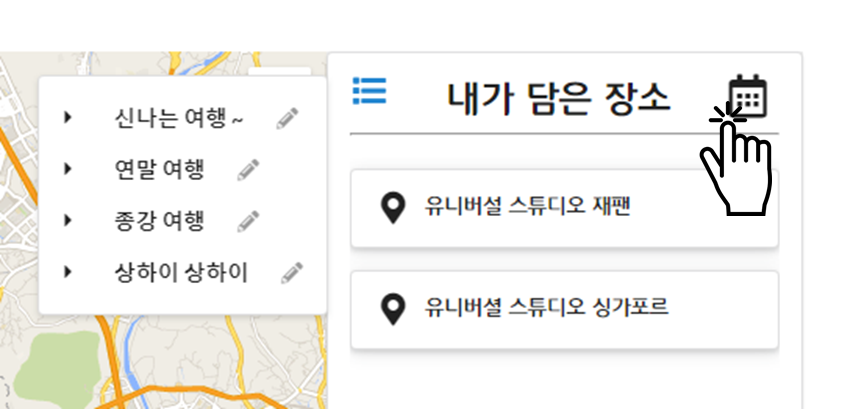 신나는 여행 ~
연말 여행
종강 여행
상하이 상하이
내가 담은 장소
유니버설 스튜디오 재팬
유니버셜 스튜디오 싱가포르